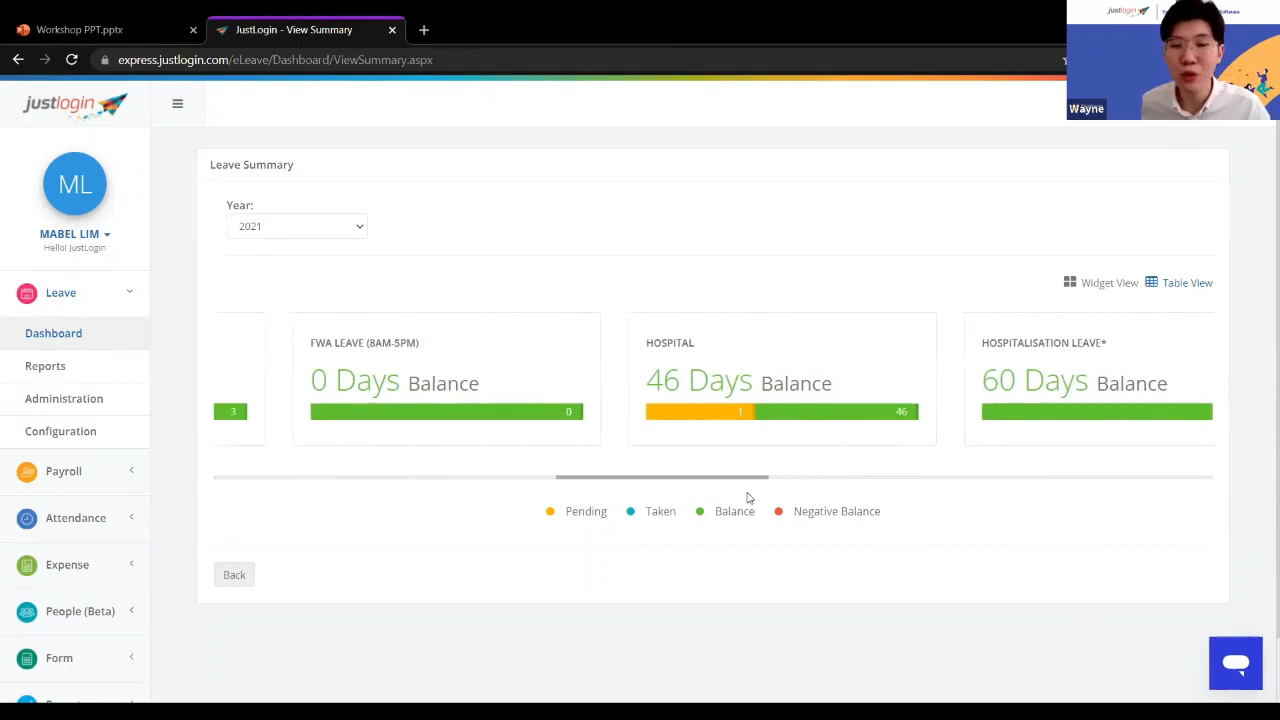 Workshop PPT.pptx
JustLogin - View Summary
express.justlogin.com/eLeave/Dashboard/ViewSummary.aspx
justlogin
Software
Wayne
justlogin
ML
MABEL LIM
Hello! JustLogin
Leave
Dashboard
Reports
Administration
Configuration
Payroll
Attendance
Expense
People (Beta)
Form
Leave Summary
Year:
2021
Widget View
Table View
3
FWA LEAVE (8AM-5PM)
0 Days Balance
0
HOSPITAL
46 Days Balance
1
46
HOSPITALISATION LEAVE*
60 Days Balance
Pending
Taken
Balance
Negative Balance
Back